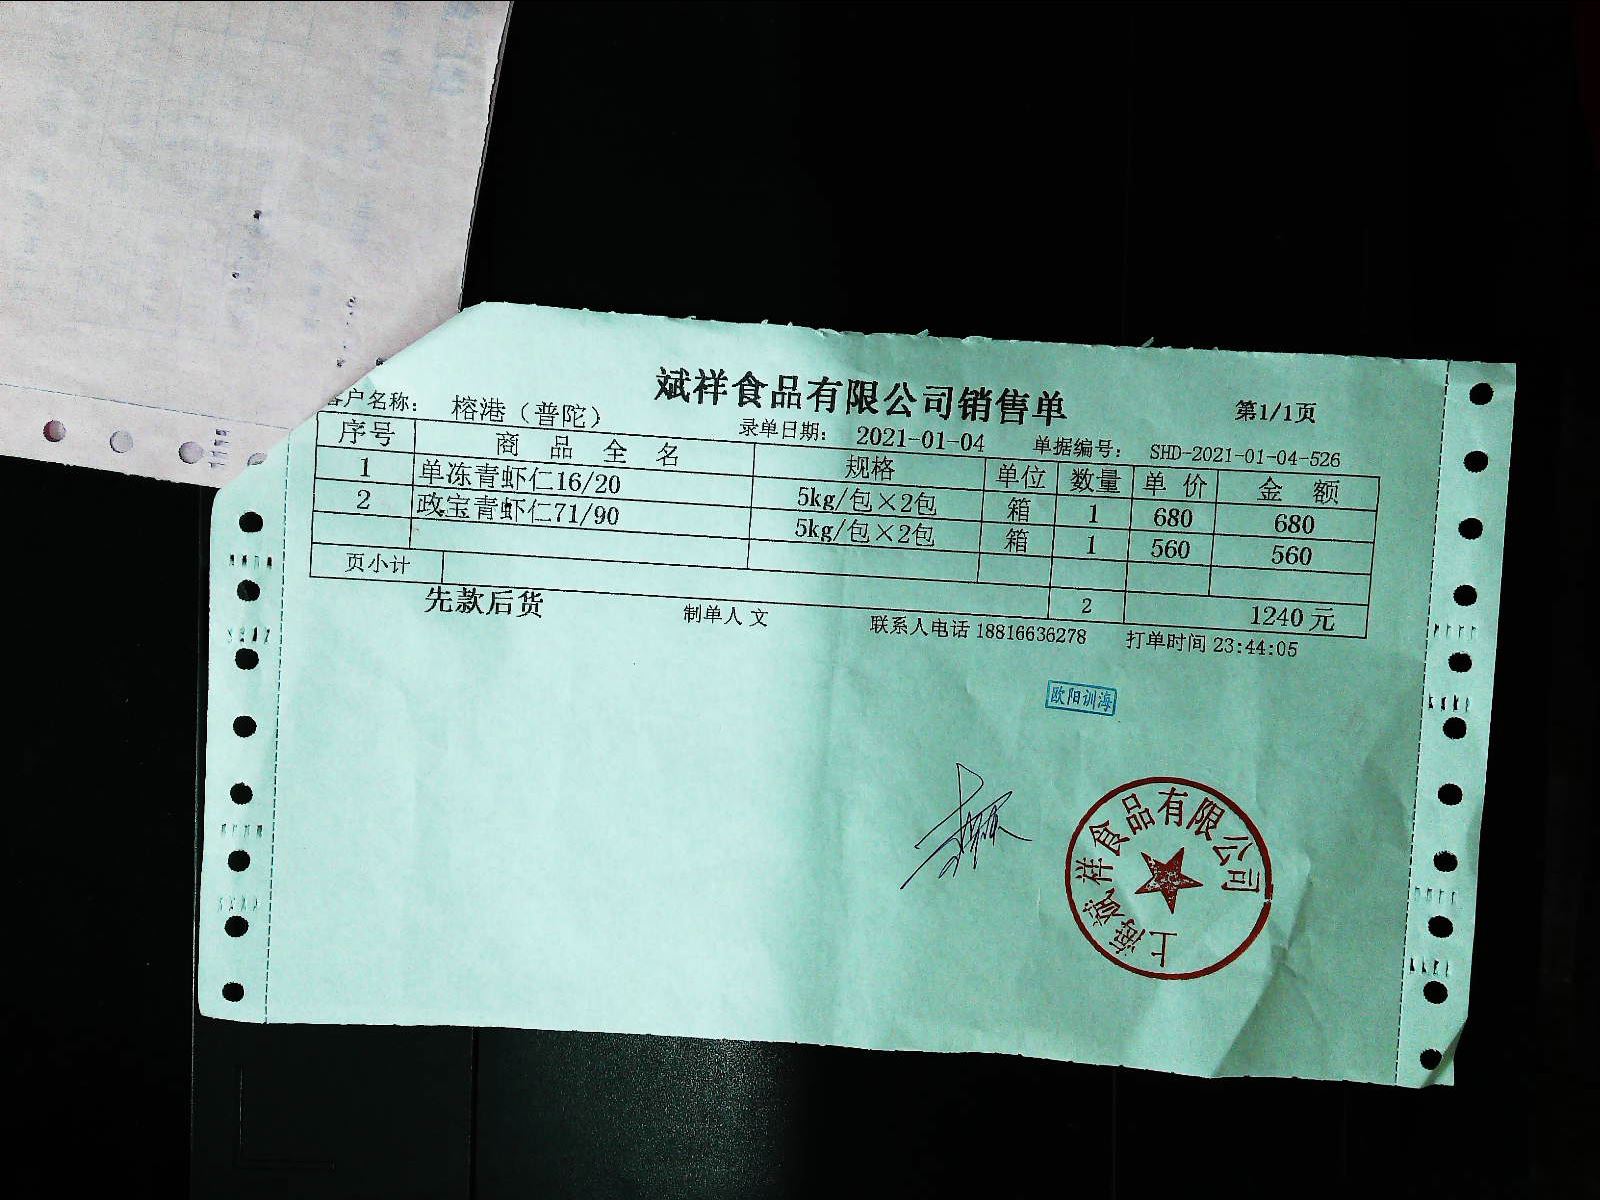 斌祥食品有限公司销售单
第1/1页
客户名称： 榕港（普陀） 录单日期： 2021-01-04 单据编号： SHD-2021-01-04-526
序号 商品全名 规格 单位 数量 单价 金额
1 单冻青虾仁16/20 5kg/包×2包 箱 1 680 680
2 政宝青虾仁71/90 5kg/包×2包 箱 1 560 560
页小计 2 1240 元
先款后货 制单人 文 联系人电话 18816636278 打单时间 23:44:05
欧阳训海
上海斌祥食品有限公司